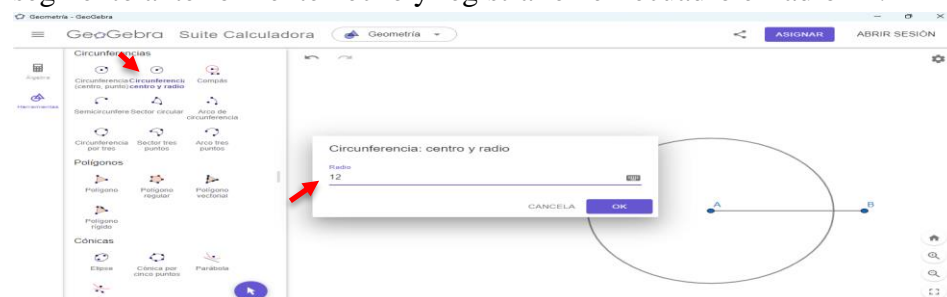 Geometría - GeoGebra
GeoGebra Suite Calculadora Geometría ASIGNAR ABRIR SESIÓN
Circunferencias
Álgebra
Herramientas
Circunferencia (centro, punto)
Circunferencia: centro y radio
Compás
Semicircunferencia
Sector circular
Arco de circunferencia
Circunferencia por tres
Sector tres puntos
Arco tres puntos
Polígonos
Polígono
Polígono regular
Polígono vectorial
Polígono rígido
Cónicas
Elipse
Cónica por cinco puntos
Parábola
Circunferencia: centro y radio
Radio
12
CANCELA OK
A B